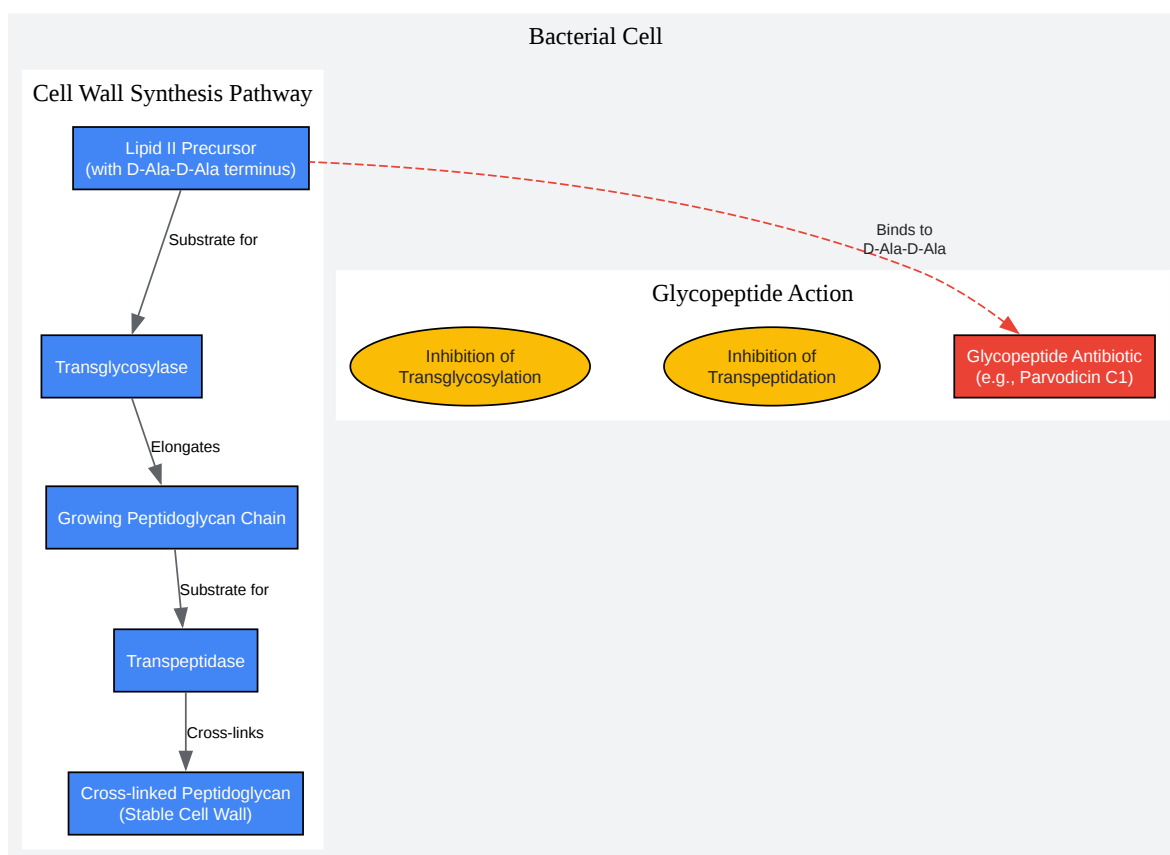 Bacterial Cell
Cell Wall Synthesis Pathway
Lipid II Precursor
(with D-Ala-D-Ala terminus)
Substrate for
Transglycosylase
Elongates
Growing Peptidoglycan Chain
Substrate for
Transpeptidase
Cross-links
Cross-linked Peptidoglycan
(Stable Cell Wall)
Binds to
D-Ala-D-Ala
Glycopeptide Action
Inhibition of
Transglycosylation
Inhibition of
Transpeptidation
Glycopeptide Antibiotic
(e.g., Parvodicin C1)